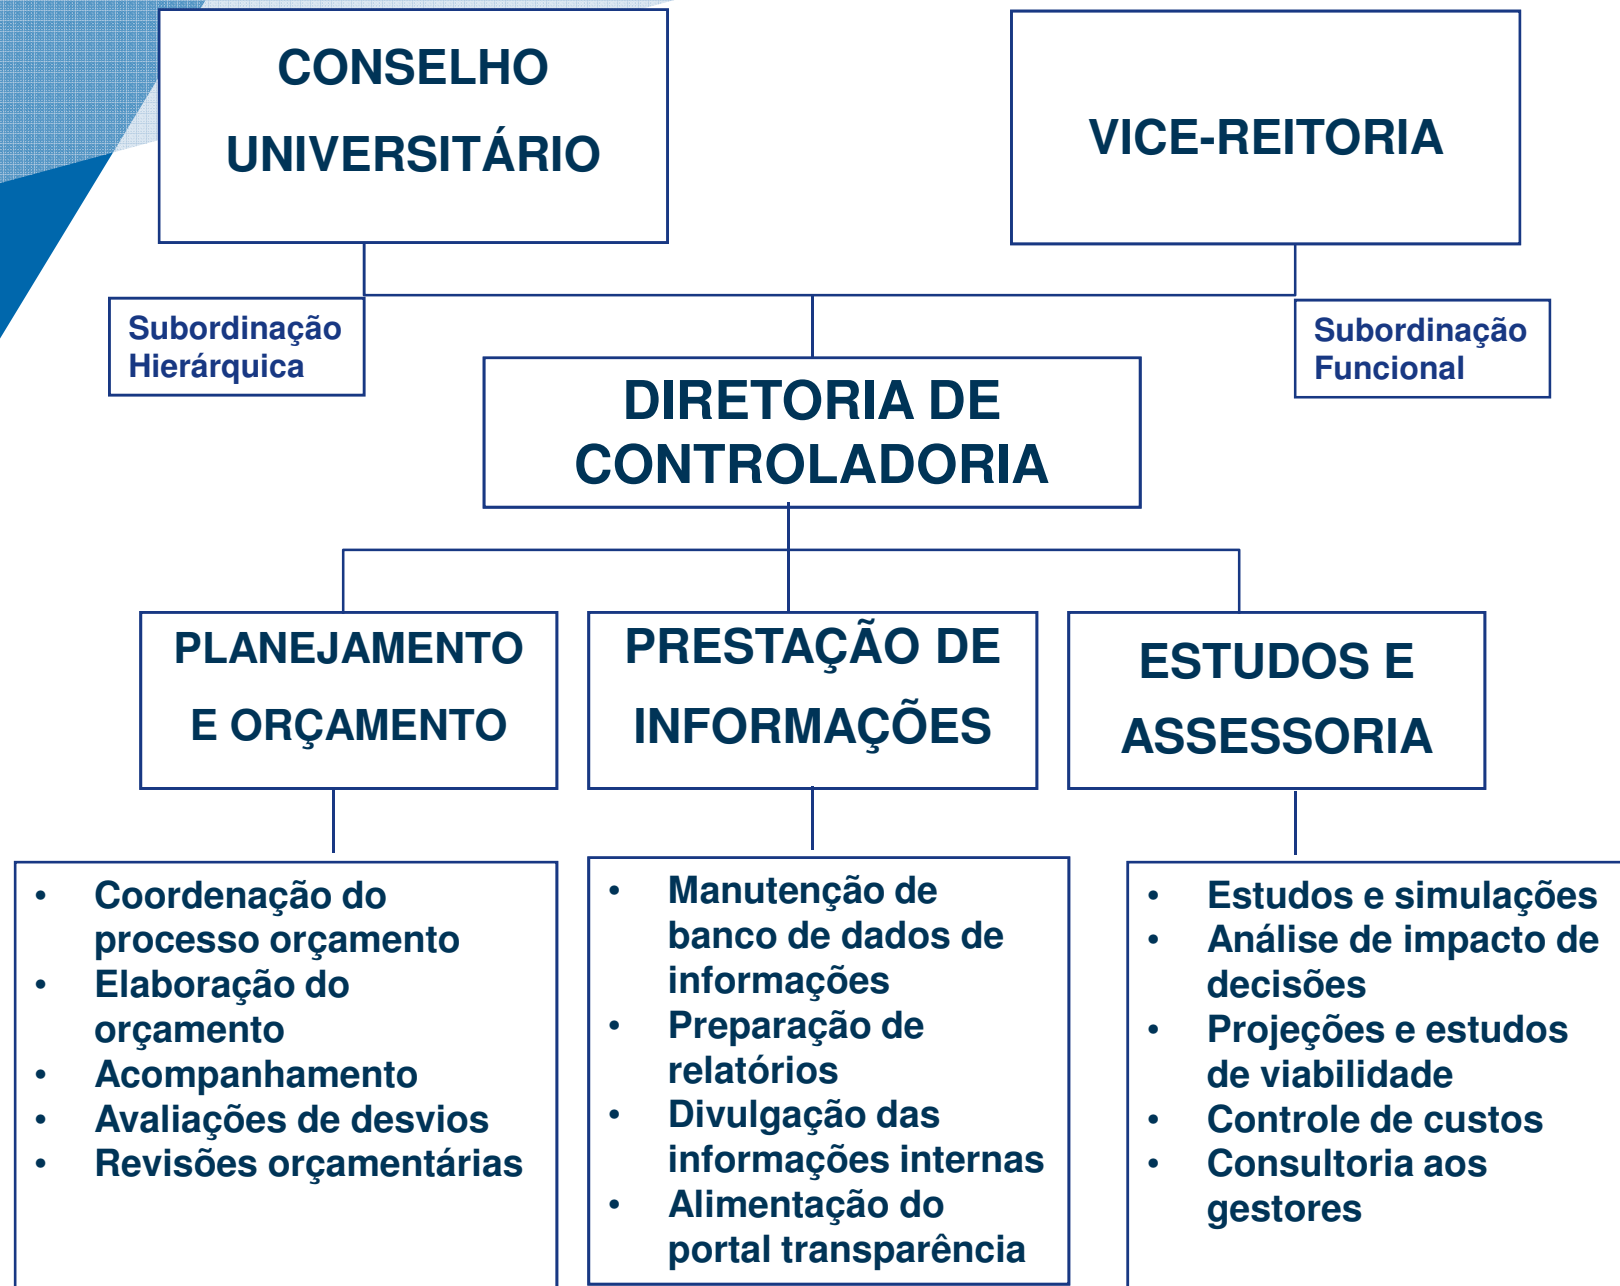 CONSELHO
UNIVERSITÁRIO
VICE-REITORIA
Subordinação
Hierárquica
Subordinação
Funcional
DIRETORIA DE
CONTROLADORIA
PLANEJAMENTO
E ORÇAMENTO
PRESTAÇÃO DE
INFORMAÇÕES
ESTUDOS E
ASSESSORIA
• Coordenação do
processo orçamento
• Elaboração do
orçamento
• Acompanhamento
• Avaliações de desvios
• Revisões orçamentárias
• Manutenção de
banco de dados de
informações
• Preparação de
relatórios
• Divulgação das
informações internas
• Alimentação do
portal transparência
• Estudos e simulações
• Análise de impacto de
decisões
• Projeções e estudos
de viabilidade
• Controle de custos
• Consultoria aos
gestores